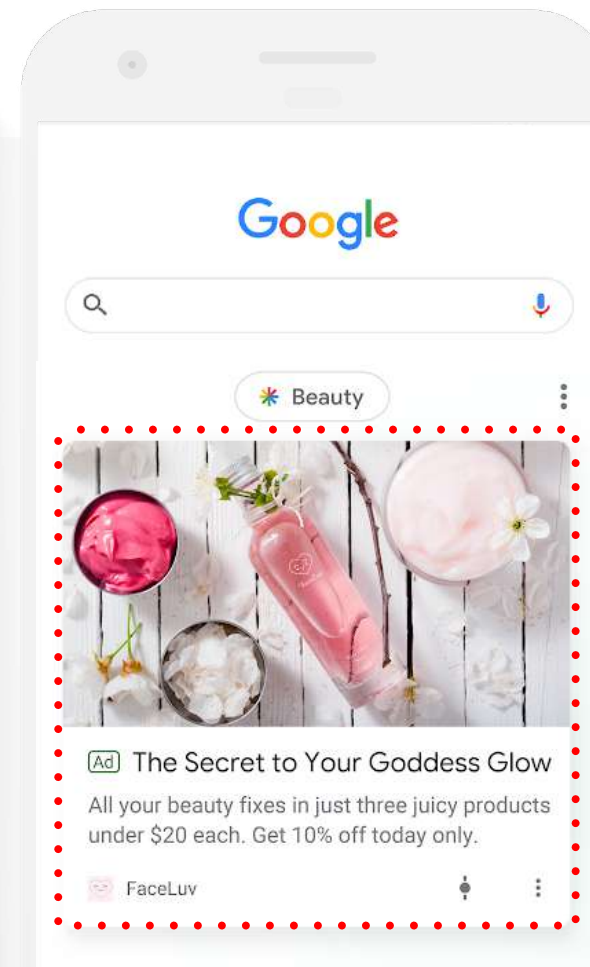 Google
Beauty
Ad The Secret to Your Goddess Glow
All your beauty fixes in just three juicy products
under $20 each. Get 10% off today only.
FaceLuv